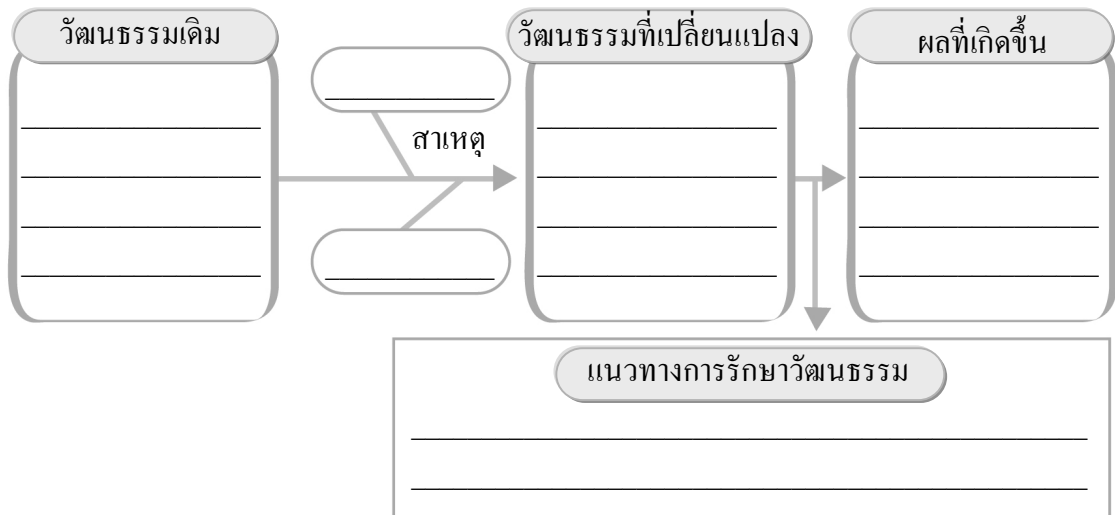 วัฒนธรรมเดิม
วัฒนธรรมที่เปลี่ยนแปลง
ผลที่เกิดขึ้น
สาเหตุ
แนวทางการรักษาวัฒนธรรม